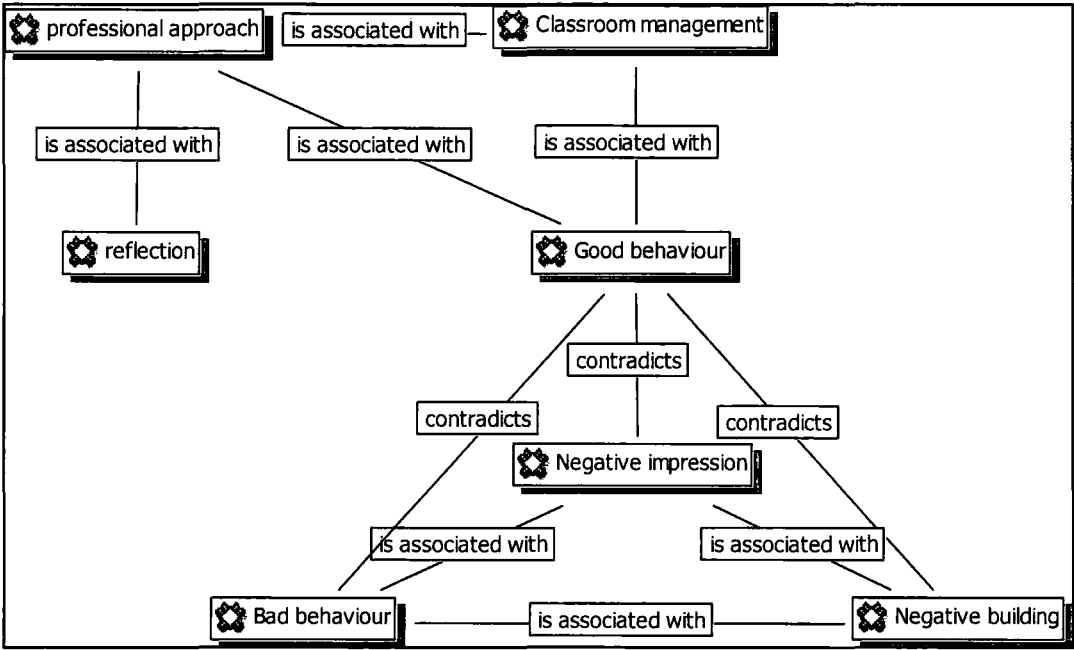 professional approach
is associated with
Classroom management
is associated with
is associated with
is associated with
reflection
Good behaviour
contradicts
contradicts
contradicts
Negative impression
is associated with
is associated with
Bad behaviour
is associated with
Negative building